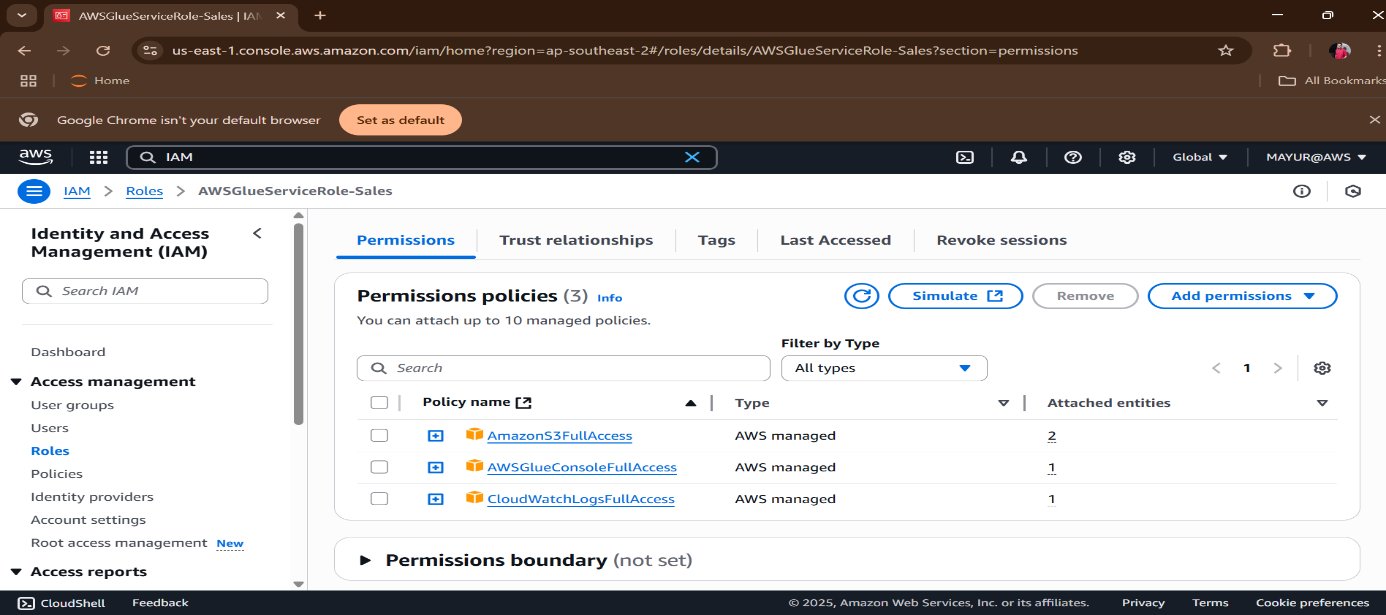 AWSGlueServiceRole-Sales | IAM
us-east-1.console.aws.amazon.com/iam/home?region=ap-southeast-2#/roles/details/AWSGlueServiceRole-Sales?section=permissions
Home
All Bookmarks
Google Chrome isn't your default browser
Set as default
aws
IAM
Global
MAYUR@AWS
IAM > Roles > AWSGlueServiceRole-Sales
Identity and Access
Management (IAM)
Search IAM
Dashboard
Access management
User groups
Users
Roles
Policies
Identity providers
Account settings
Root access management New
Access reports
Permissions
Trust relationships
Tags
Last Accessed
Revoke sessions
Permissions policies (3) Info
Simulate
Remove
Add permissions
You can attach up to 10 managed policies.
Filter by Type
Search
All types
1
Policy name
Type
Attached entities
AmazonS3FullAccess AWS managed 2
AWSGlueConsoleFullAccess AWS managed 1
CloudWatchLogsFullAccess AWS managed 1
Permissions boundary (not set)
CloudShell
Feedback
© 2025, Amazon Web Services, Inc. or its affiliates.
Privacy
Terms
Cookie preferences